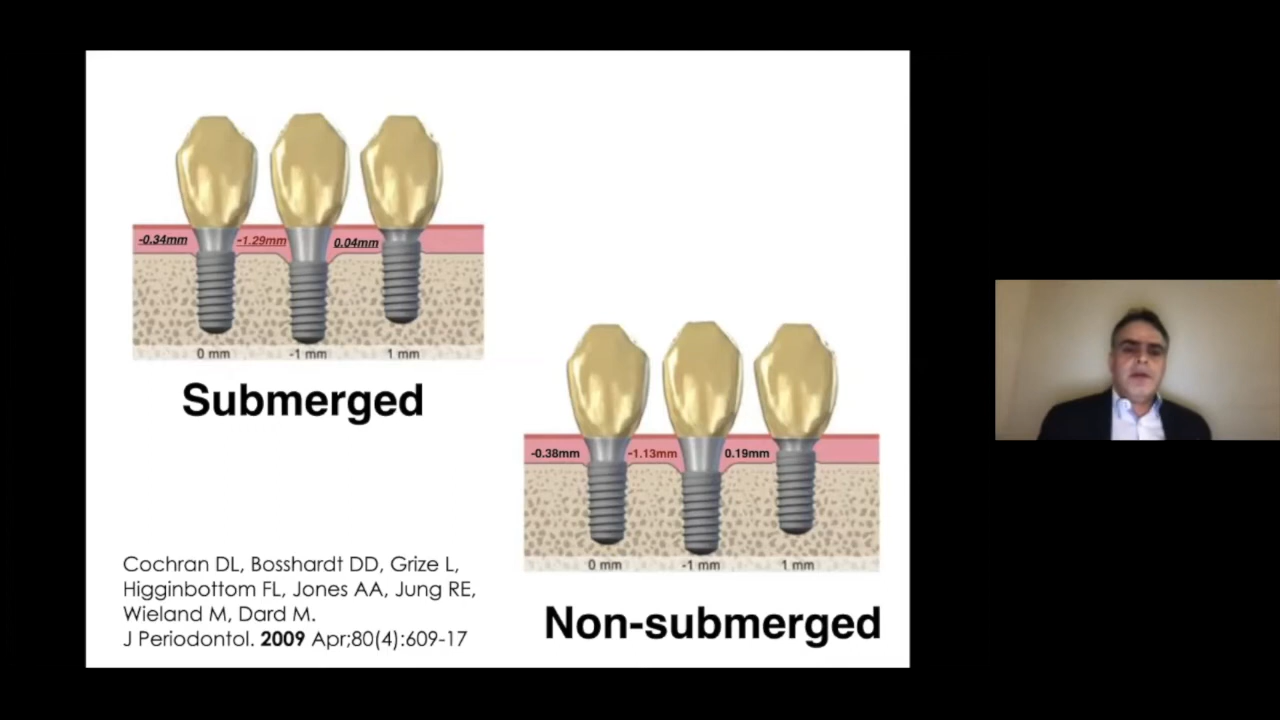 -0.34mm -1.29mm 0.04mm
0 mm -1 mm 1 mm
Submerged
-0.38mm -1.13mm 0.19mm
0 mm -1 mm 1 mm
Non-submerged
Cochran DL, Bosshardt DD, Grize L,
Higginbottom FL, Jones AA, Jung RE,
Wieland M, Dard M.
J Periodontol. 2009 Apr;80(4):609-17